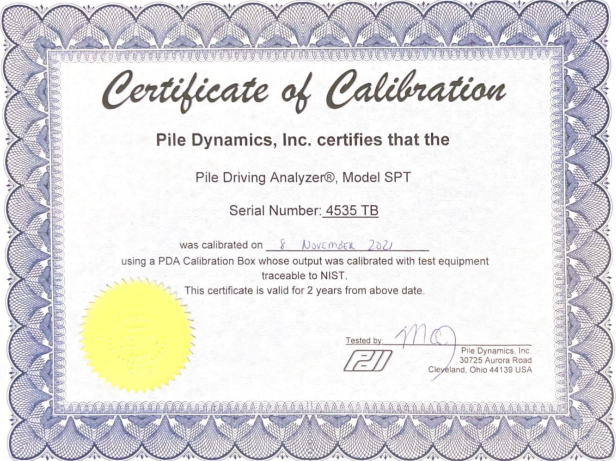 Certificate of Calibration
Pile Dynamics, Inc. certifies that the
Pile Driving Analyzer®, Model SPT
Serial Number: 4535 TB
was calibrated on 8 November 2021
using a PDA Calibration Box whose output was calibrated with test equipment
traceable to NIST.
This certificate is valid for 2 years from above date.
Tested by:
PDI
Pile Dynamics, Inc.
30725 Aurora Road
Cleveland, Ohio 44139 USA